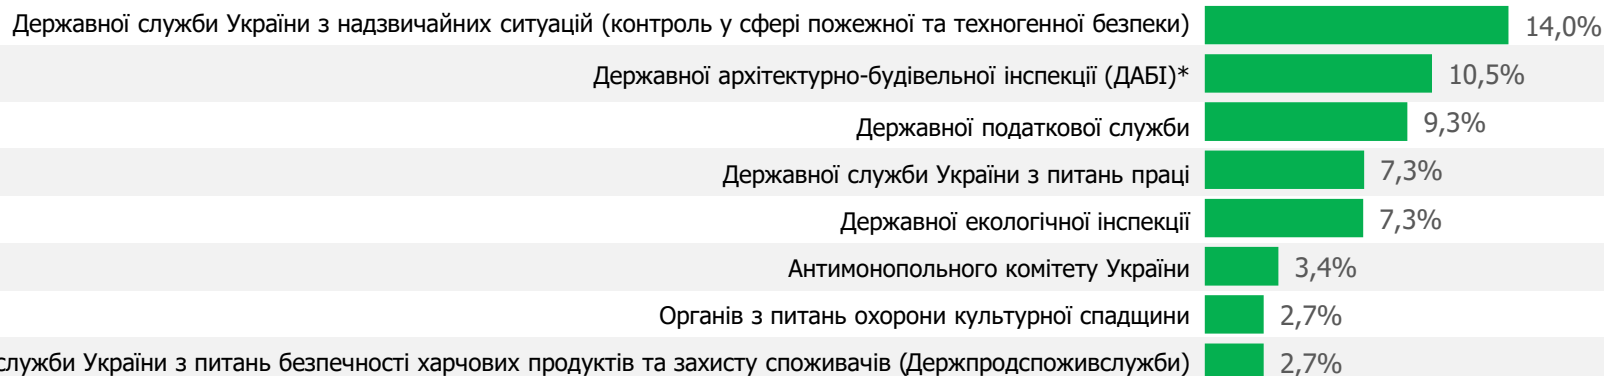 Державної служби України з надзвичайних ситуацій (контроль у сфері пожежної та техногенної безпеки) 14,0%
Державної архітектурно-будівельної інспекції (ДАБІ)* 10,5%
Державної податкової служби 9,3%
Державної служби України з питань праці 7,3%
Державної екологічної інспекції 7,3%
Антимонопольного комітету України 3,4%
Органів з питань охорони культурної спадщини 2,7%
служби України з питань безпечності харчових продуктів та захисту споживачів (Держпродспоживслужби) 2,7%